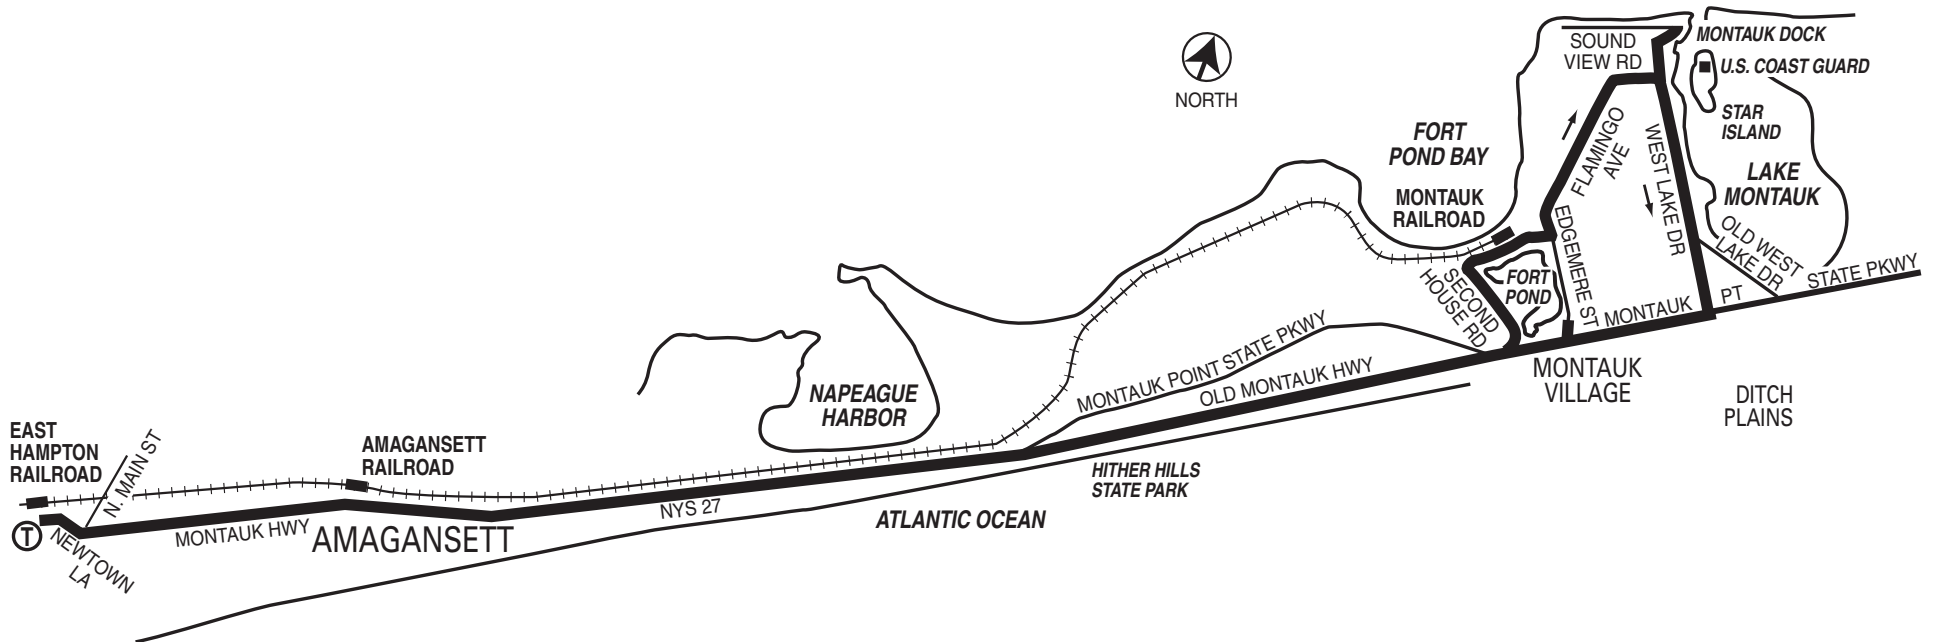 SOUND
VIEW RD
MONTAUK DOCK
U.S. COAST GUARD
NORTH
STAR
ISLAND
FORT
POND BAY
FLAMINGO
AVE
WEST LAKE DR
LAKE
MONTAUK
MONTAUK
RAILROAD
EDGEMERE ST
OLD WEST
LAKE DR
SECOND
HOUSE RD
FORT
POND
MONTAUK
PT
STATE PKWY
MONTAUK POINT STATE PKWY
OLD MONTAUK HWY
MONTAUK
VILLAGE
DITCH
PLAINS
NAPEAGUE
HARBOR
EAST
HAMPTON
RAILROAD
N. MAIN ST
AMAGANSETT
RAILROAD
HITHER HILLS
STATE PARK
NYS 27
ATLANTIC OCEAN
T
NEWTOWN
LA
MONTAUK HWY
AMAGANSETT